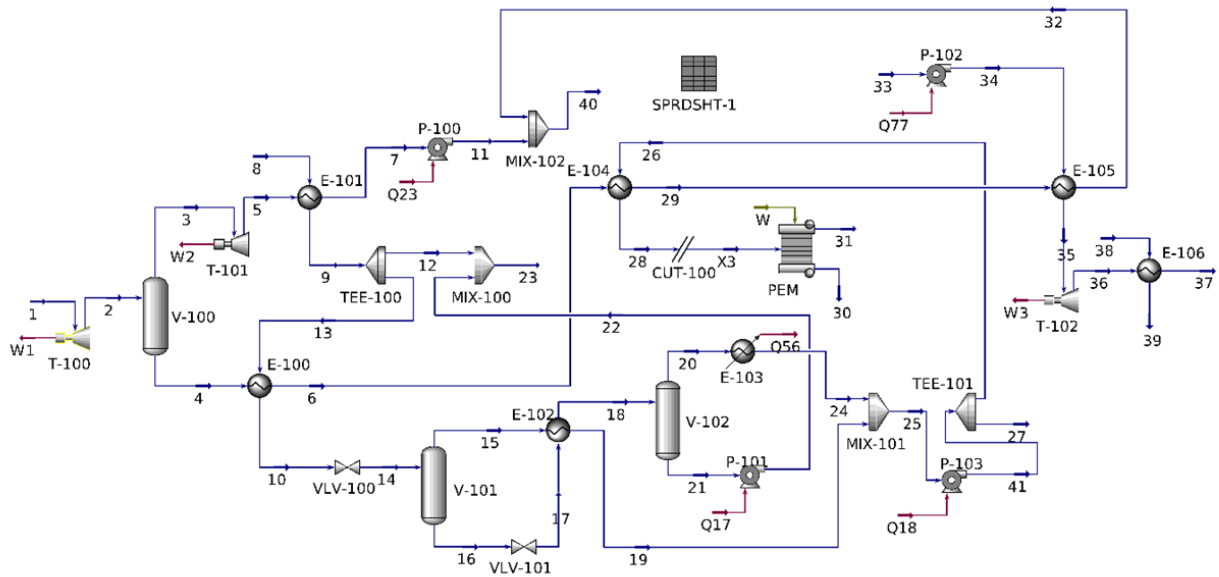 32
P-102
33
34
SPRDSHT-1
Q77
40
P-100
MIX-102
7
11
8
E-101
Q23
26
E-104
E-105
3
5
29
W
W2
T-101
31
38
35
E-106
12
28
X3
36
37
9
23
CUT-100
1
2
V-100
TEE-100
MIX-100
PEM
W3
T-102
W1
T-100
13
22
30
39
E-100
20
Q56
TEE-101
4
6
E-103
18
24
E-102
V-102
25
MIX-101
27
15
P-101
P-103
10
14
21
41
VLV-100
V-101
17
Q17
Q18
16
VLV-101
19